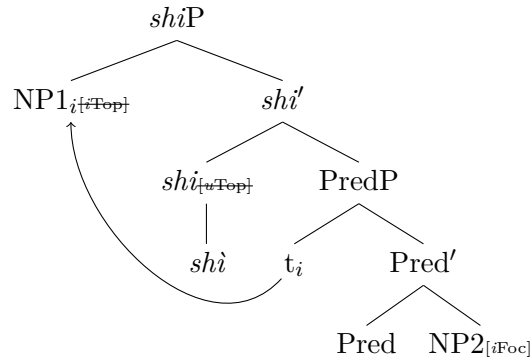 shiP
NP1i[iTop] shi′
shi[uTop] PredP
shì ti Pred′
Pred NP2[iFoc]